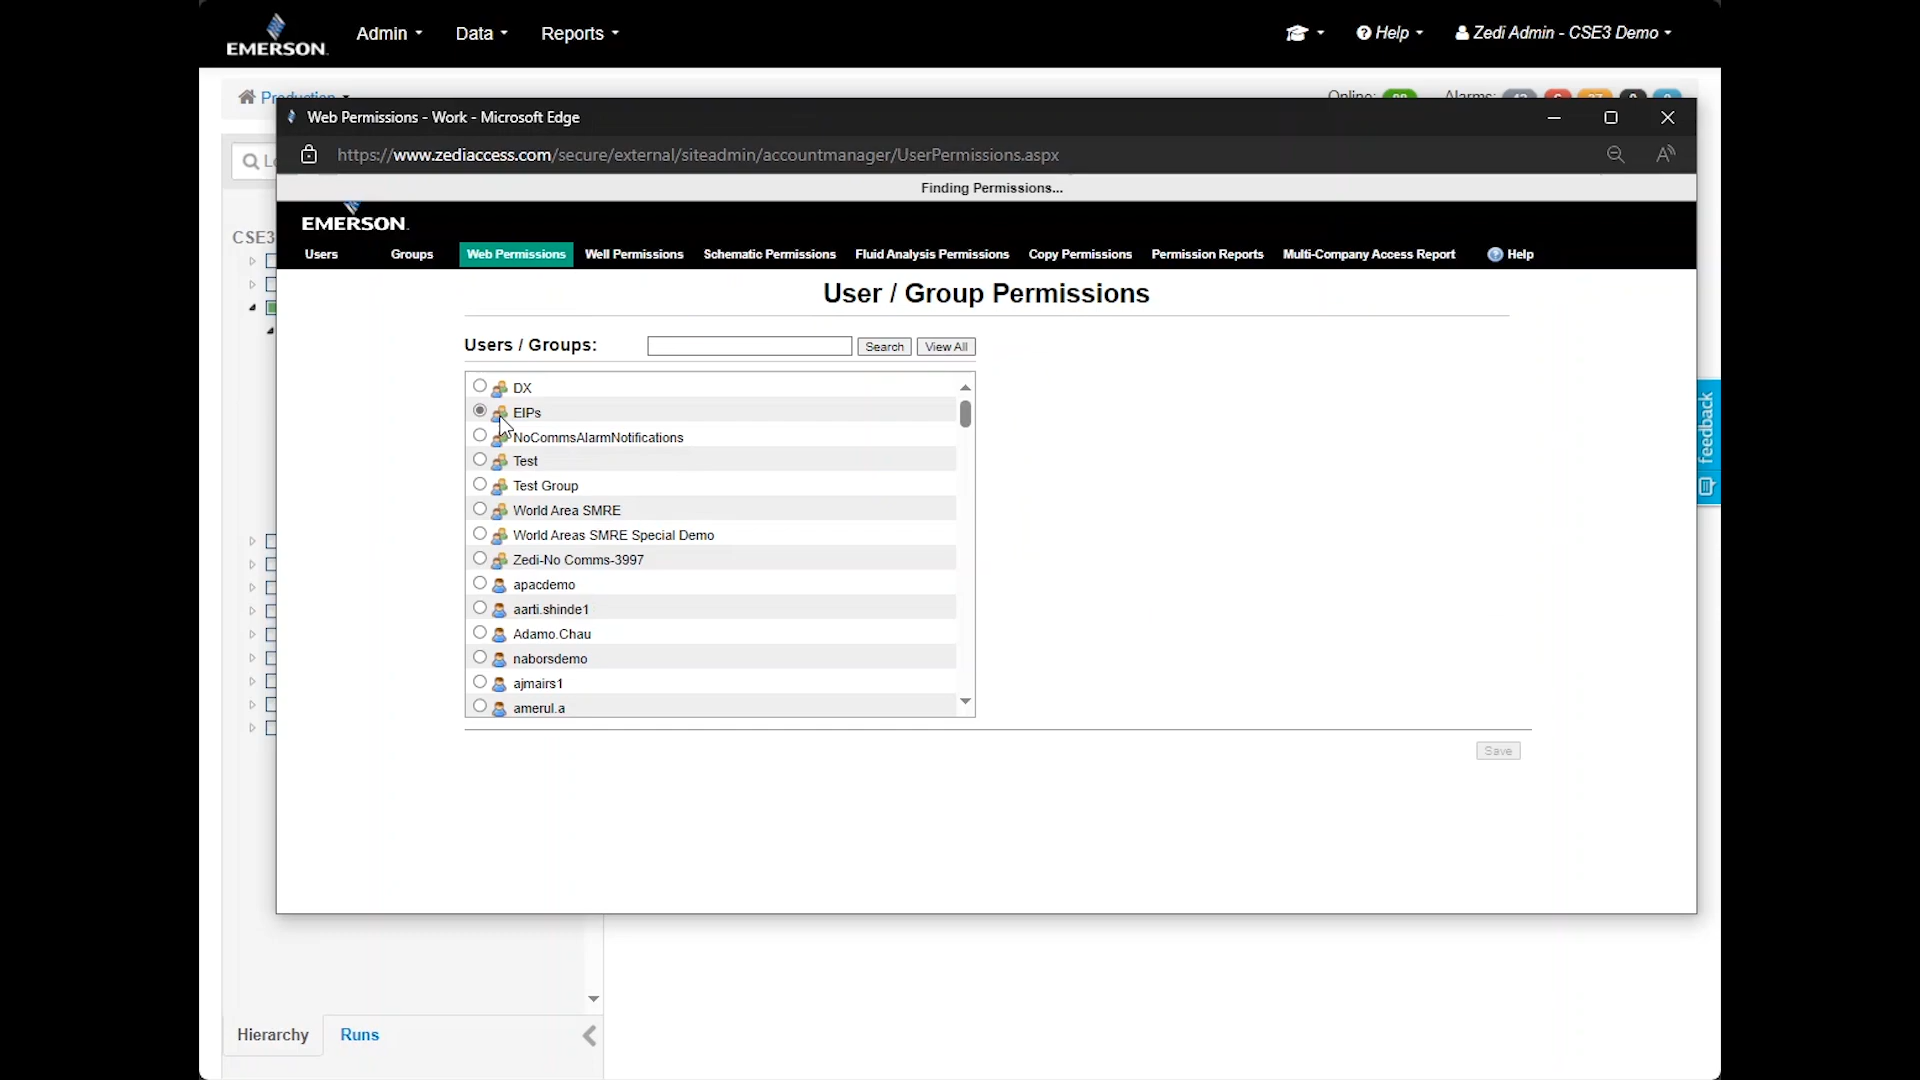 EMERSON.
Admin
Data
Reports
Help
Zedi Admin - CSE3 Demo
Production
Online:
Alarms:
Web Permissions - Work - Microsoft Edge
https://www.zediaccess.com/secure/external/siteadmin/accountmanager/UserPermissions.aspx
Finding Permissions...
EMERSON.
Users
Groups
Web Permissions
Well Permissions
Schematic Permissions
Fluid Analysis Permissions
Copy Permissions
Permission Reports
Multi-Company Access Report
Help
CSE3
User / Group Permissions
Users / Groups:
Search
View All
DX
EIPs
NoCommsAlarmNotifications
Test
Test Group
World Area SMRE
World Areas SMRE Special Demo
Zedi-No Comms-3997
apacdemo
aarti.shinde1
Adamo.Chau
naborsdemo
ajmairs1
amerul.a
Save
feedback
Hierarchy
Runs